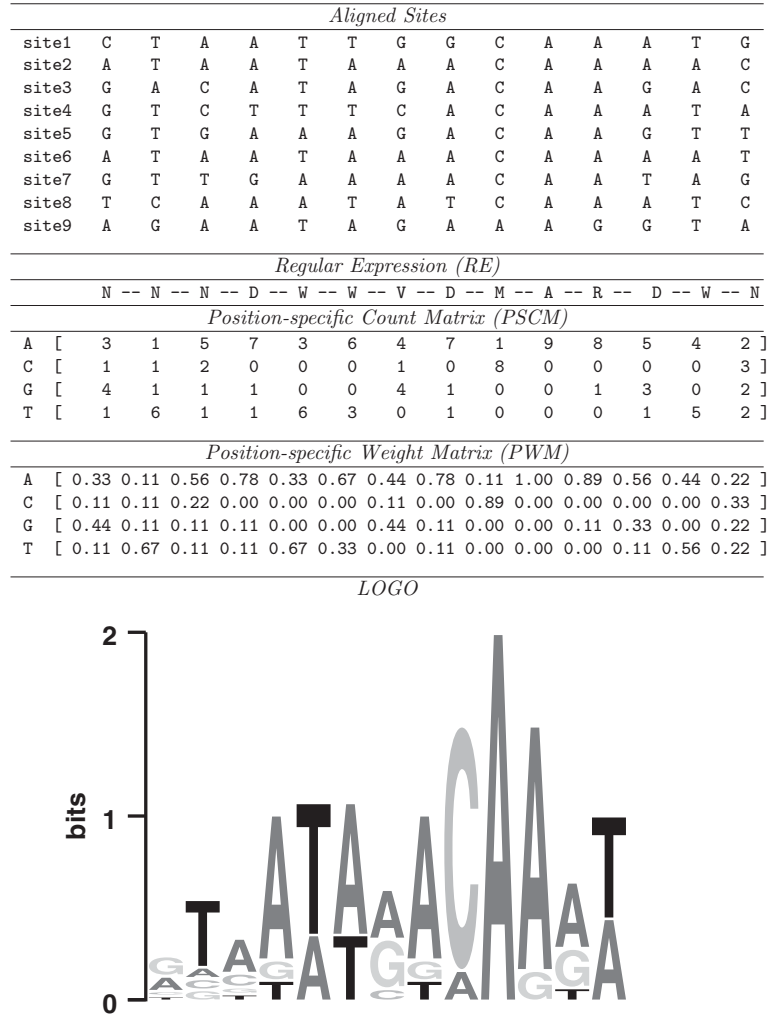 Aligned Sites
site1 C T A A T T G G C A A A T G
site2 A T A A T A A A C A A A A C
site3 G A C A T A G A C A A G A C
site4 G T C T T T C A C A A A T A
site5 G T G A A A G A C A A G T T
site6 A T A A T A A A C A A A A T
site7 G T T G A A A A C A A T A G
site8 T C A A A T A T C A A A T C
site9 A G A A T A G A A A G G T A
Regular Expression (RE)
N -- N -- N -- D -- W -- W -- V -- D -- M -- A -- R -- D -- W -- N
Position-specific Count Matrix (PSCM)
A [ 3 1 5 7 3 6 4 7 1 9 8 5 4 2 ]
C [ 1 1 2 0 0 0 1 0 8 0 0 0 0 3 ]
G [ 4 1 1 1 0 0 4 1 0 0 1 3 0 2 ]
T [ 1 6 1 1 6 3 0 1 0 0 0 1 5 2 ]
Position-specific Weight Matrix (PWM)
A [ 0.33 0.11 0.56 0.78 0.33 0.67 0.44 0.78 0.11 1.00 0.89 0.56 0.44 0.22 ]
C [ 0.11 0.11 0.22 0.00 0.00 0.00 0.11 0.00 0.89 0.00 0.00 0.00 0.00 0.33 ]
G [ 0.44 0.11 0.11 0.11 0.00 0.00 0.44 0.11 0.00 0.00 0.11 0.33 0.00 0.22 ]
T [ 0.11 0.67 0.11 0.11 0.67 0.33 0.00 0.11 0.00 0.00 0.00 0.11 0.56 0.22 ]
LOGO
2
1
bits
0
G T A A T A A A C A A A T
A A C G A T G G A G G A
C G T C T T
G T